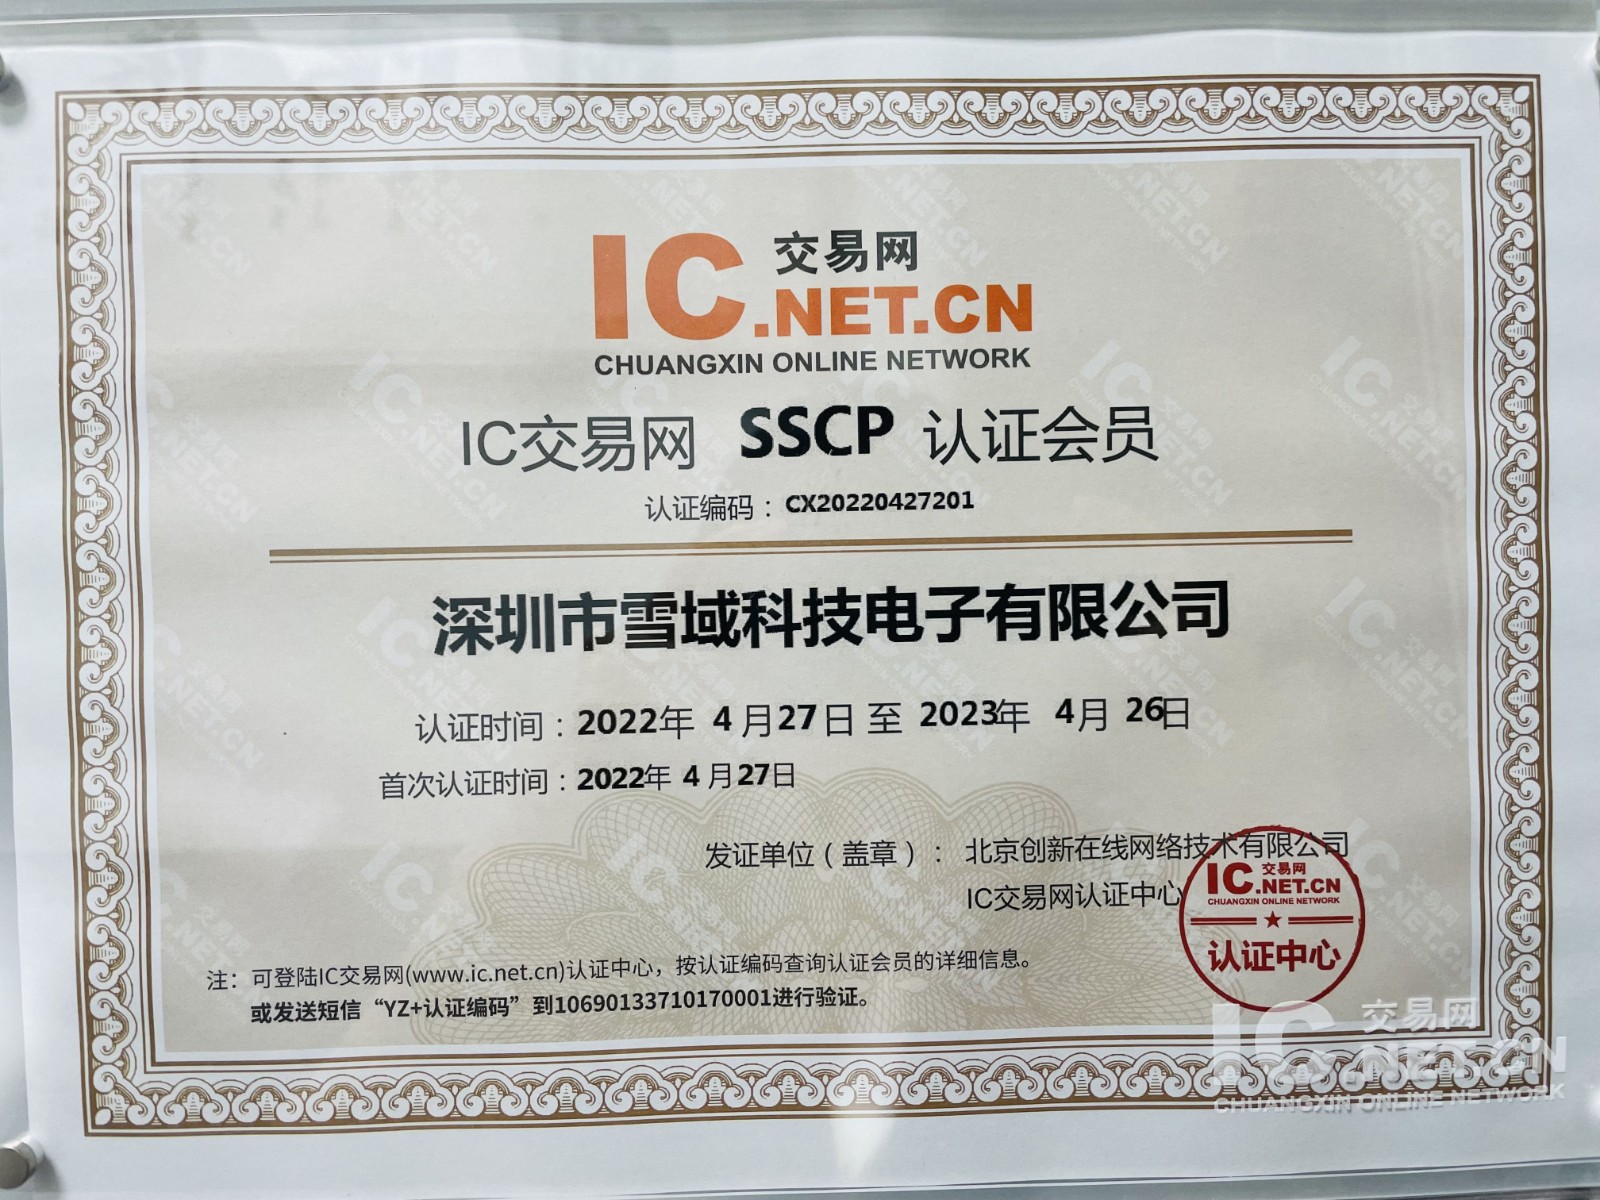 IC交易网
.NET.CN
CHUANGXIN ONLINE NETWORK
IC交易网 SSCP 认证会员
认证编码：CX20220427201
深圳市雪域科技电子有限公司
认证时间：2022年 4 月27日 至 2023年 4月 26日
首次认证时间：2022年 4 月27日
发证单位（盖章）： 北京创新在线网络技术有限公司
IC交易网认证中心
IC交易网
.NET.CN
CHUANGXIN ONLINE NETWORK
认证中心
注：可登陆IC交易网(www.ic.net.cn)认证中心，按认证编码查询认证会员的详细信息。
或发送短信“YZ+认证编码”到10690133710170001进行验证。
IC交易网
.NET.CN
CHUANGXIN ONLINE NETWORK